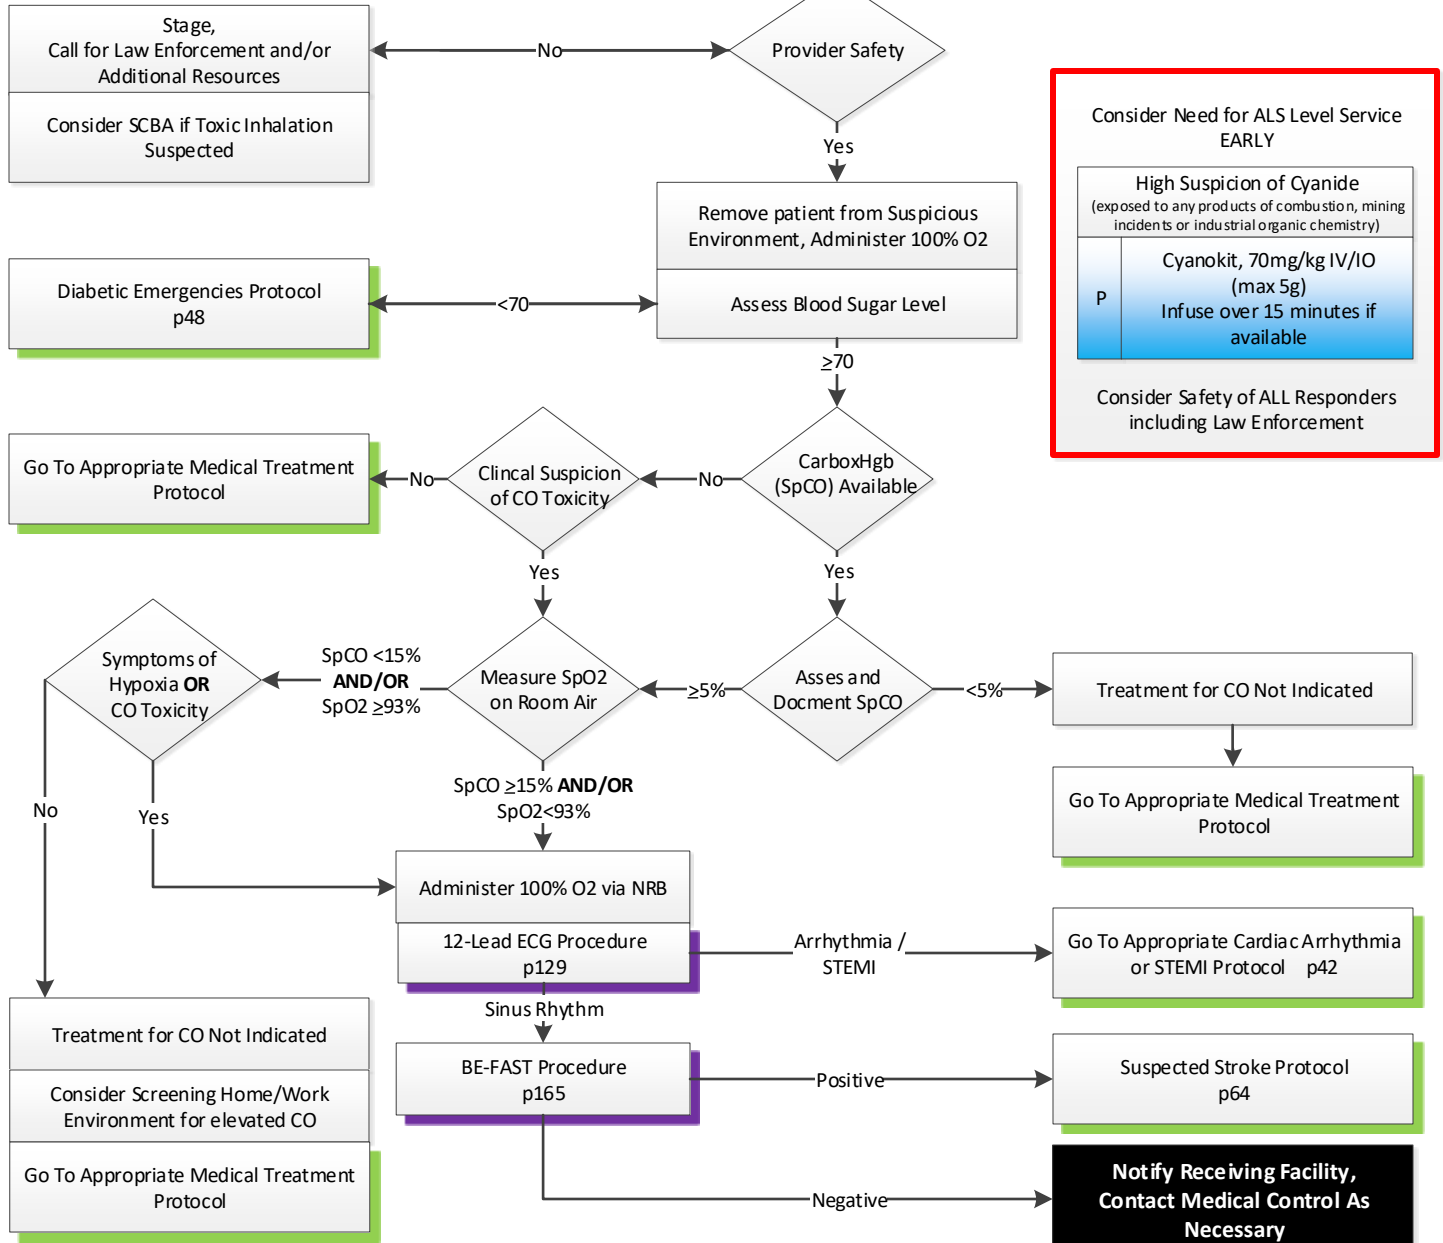 Stage,
Call for Law Enforcement and/or
Additional Resources
Consider SCBA if Toxic Inhalation
Suspected
No
Provider Safety
Yes
Consider Need for ALS Level Service
EARLY
High Suspicion of Cyanide
(exposed to any products of combustion, mining
incidents or industrial organic chemistry)
P
Cyanokit, 70mg/kg IV/IO
(max 5g)
Infuse over 15 minutes if
available
Consider Safety of ALL Responders
including Law Enforcement
Remove patient from Suspicious
Environment, Administer 100% O2
Assess Blood Sugar Level
<70
Diabetic Emergencies Protocol
p48
≥70
CarboxHgb
(SpCO) Available
No
Clincal Suspicion
of CO Toxicity
No
Go To Appropriate Medical Treatment
Protocol
Yes
Yes
Symptoms of
Hypoxia OR
CO Toxicity
SpCO <15%
AND/OR
SpO2 ≥93%
Measure SpO2
on Room Air
≥5%
Asses and
Docment SpCO
<5%
Treatment for CO Not Indicated
Go To Appropriate Medical Treatment
Protocol
SpCO ≥15% AND/OR
SpO2<93%
No
Yes
Administer 100% O2 via NRB
12-Lead ECG Procedure
p129
Arrhythmia /
STEMI
Go To Appropriate Cardiac Arrhythmia
or STEMI Protocol p42
Sinus Rhythm
BE-FAST Procedure
p165
Positive
Suspected Stroke Protocol
p64
Negative
Notify Receiving Facility,
Contact Medical Control As
Necessary
Treatment for CO Not Indicated
Consider Screening Home/Work
Environment for elevated CO
Go To Appropriate Medical Treatment
Protocol